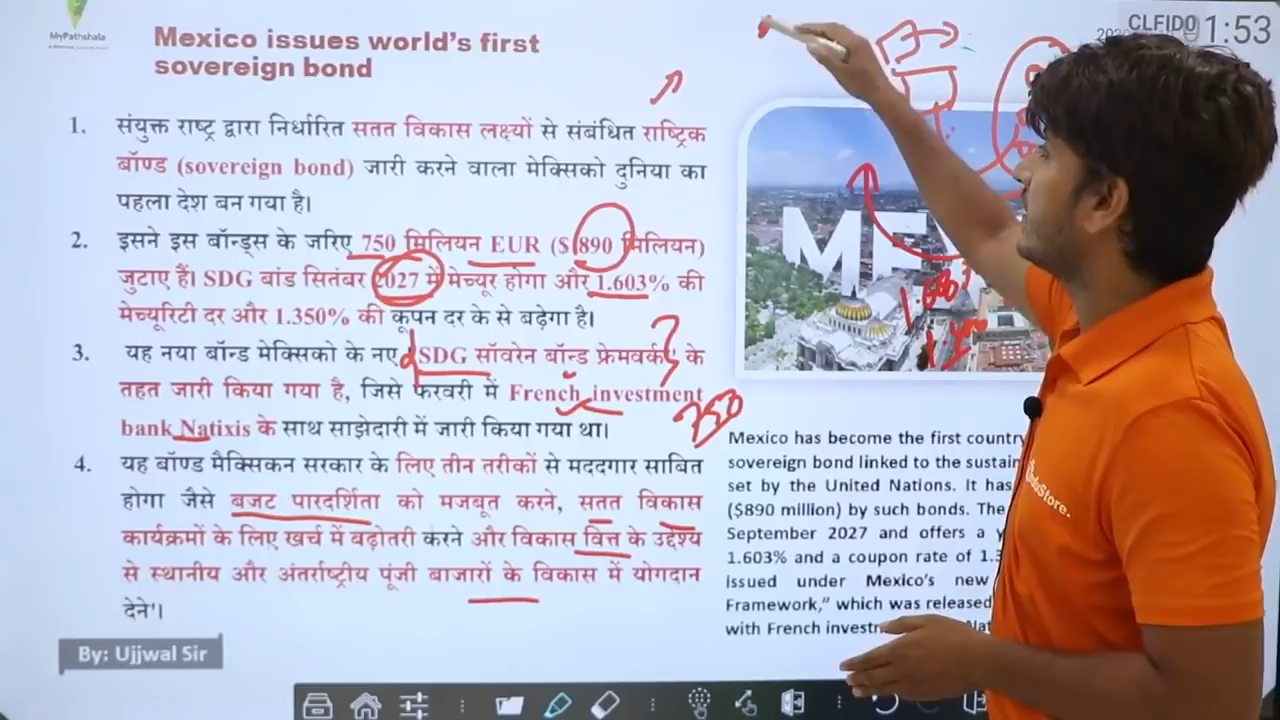 MyPathshala
Mexico issues world's first
sovereign bond
CLFID0 1:53
1. संयुक्त राष्ट्र द्वारा निर्धारित सतत विकास लक्ष्यों से संबंधित राष्ट्रिक
बॉण्ड (sovereign bond) जारी करने वाला मेक्सिको दुनिया का
पहला देश बन गया है।
2. इसने इस बॉन्ड्स के जरिए 750 मिलियन EUR ($ 890 मिलियन)
जुटाए हैं। SDG बांड सितंबर 2027 में मेच्यूर होगा और 1.603% की
मेच्यूरिटी दर और 1.350% की कूपन दर के से बढ़ेगा है।
3. यह नया बॉन्ड मेक्सिको के नए SDG सॉवरेन बॉन्ड फ्रेमवर्क के
तहत जारी किया गया है, जिसे फरवरी में French investment
bank Natixis के साथ साझेदारी में जारी किया गया था।
750
4. यह बॉण्ड मैक्सिकन सरकार के लिए तीन तरीकों से मददगार साबित
होगा जैसे बजट पारदर्शिता को मजबूत करने, सतत विकास
कार्यक्रमों के लिए खर्च में बढ़ोतरी करने और विकास वित्त के उद्देश्य
से स्थानीय और अंतर्राष्ट्रीय पूंजी बाजारों के विकास में योगदान
देने'।
By: Ujjwal Sir
Mexico has become the first country
sovereign bond linked to the
set by the United Nations. It has
($890 million) by such bonds. The
September 2027 and offers a
1.603% and a coupon rate of
issued under Mexico's new
Framework," which was released
with French